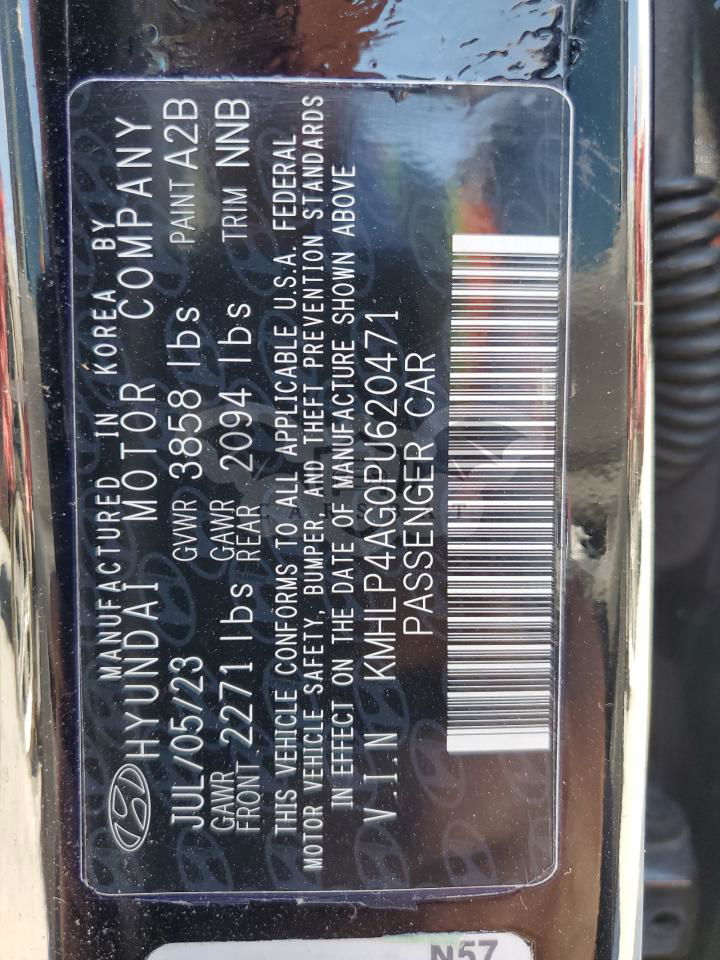 MANUFACTURED IN KOREA BY
HYUNDAI MOTOR COMPANY
JUL/05/23 GVWR 3858 lbs PAINT A2B
GAWR FRONT 2271 lbs GAWR REAR 2094 lbs TRIM NNB
THIS VEHICLE CONFORMS TO ALL APPLICABLE U.S.A. FEDERAL
MOTOR VEHICLE SAFETY, BUMPER, AND THEFT PREVENTION STANDARDS
IN EFFECT ON THE DATE OF MANUFACTURE SHOWN ABOVE
V.I.N KMHLP4AG0PU620471
PASSENGER CAR
N57